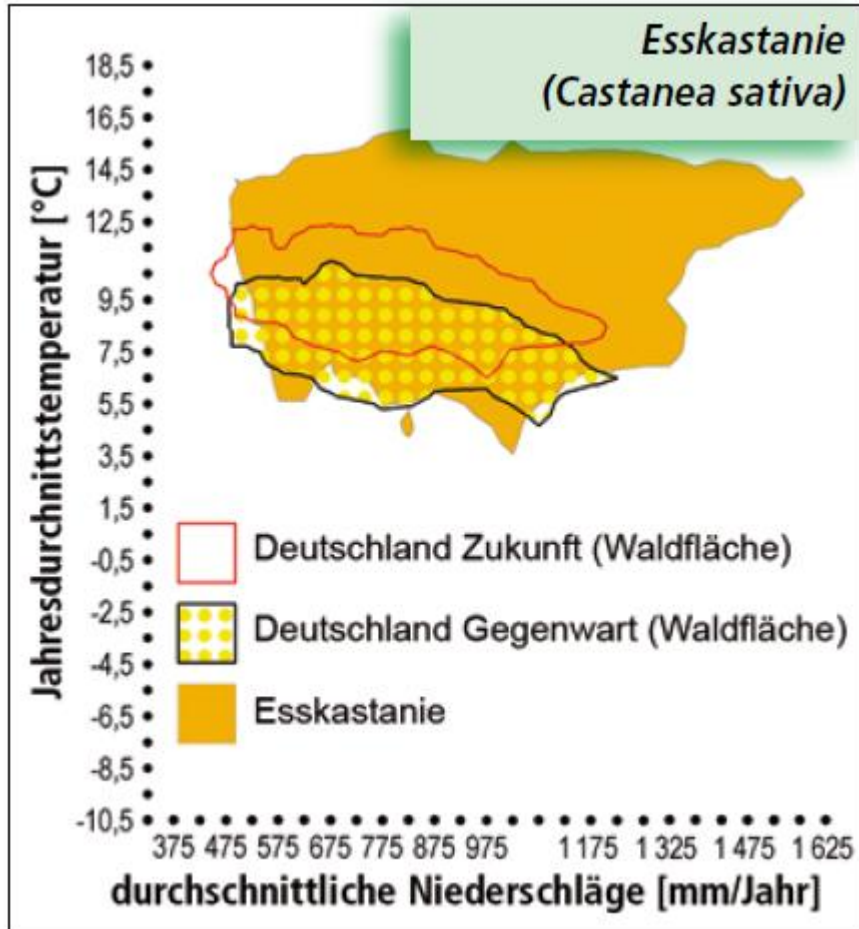 Esskastanie
(Castanea sativa)
Jahresdurchnittstemperatur [°C]
18,5
16,5
14,5
12,5
9,5
7,5
5,5
3,5
1,5
-0,5
-2,5
-4,5
-6,5
-8,5
-10,5
Deutschland Zukunft (Waldfläche)
Deutschland Gegenwart (Waldfläche)
Esskastanie
375 475 575 675 775 875 975 1 175 1 325 1 475 1 625
durchschnittliche Niederschläge [mm/Jahr]